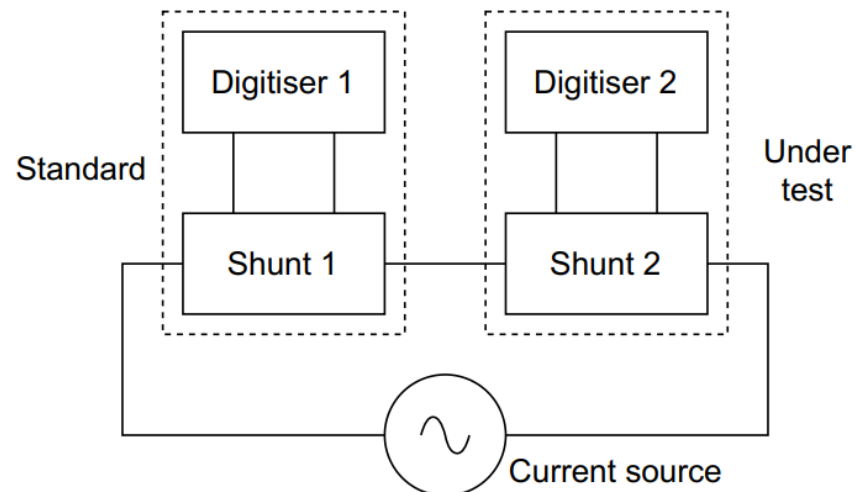 Digitiser 1
Digitiser 2
Standard
Under
test
Shunt 1
Shunt 2
Current source